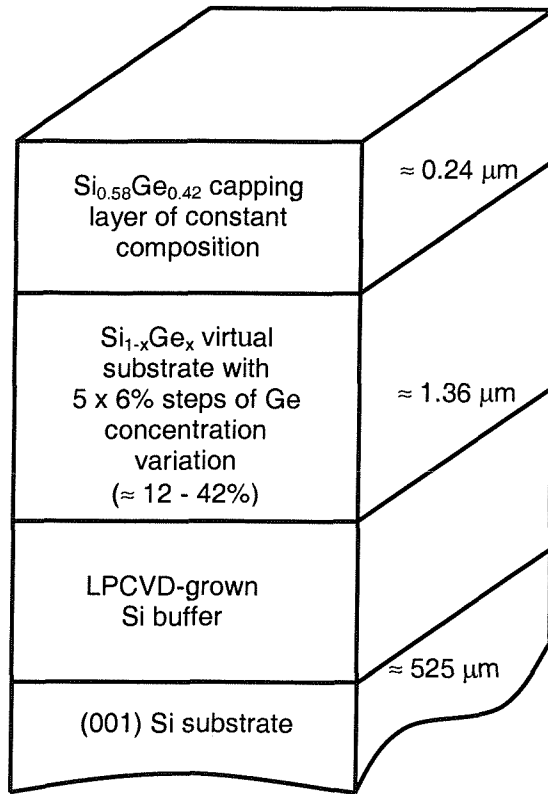 Si₀.₅₈Ge₀.₄₂ capping
layer of constant
composition
≈ 0.24 μm
Si₁₋ₓGeₓ virtual
substrate with
5 x 6% steps of Ge
concentration
variation
(≈ 12 - 42%)
≈ 1.36 μm
LPCVD-grown
Si buffer
≈ 525 μm
(001) Si substrate